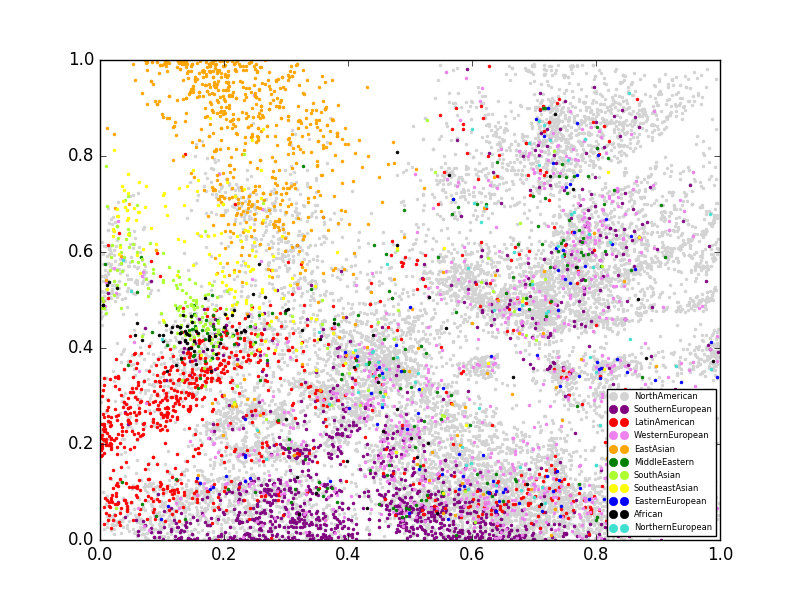 1.0
0.8
0.6
0.4
0.2
0.0
0.0 0.2 0.4 0.6 0.8 1.0
NorthAmerican
SouthernEuropean
LatinAmerican
WesternEuropean
EastAsian
MiddleEastern
SouthAsian
SoutheastAsian
EasternEuropean
African
NorthernEuropean